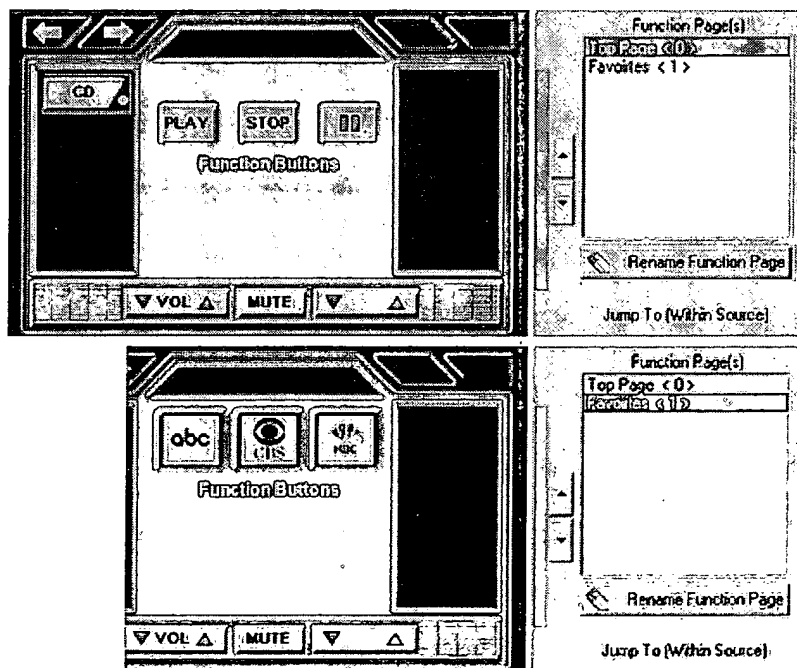 Function Page(s)
Top Page <0>
Favorites <1>
CD
PLAY STOP
Function Buttons
Rename Function Page
VOL MUTE
Jump To (Within Source)
Function Page(s)
Top Page <0>
Favorites <1>
abc CBS NBC
Function Buttons
Rename Function Page
VOL MUTE
Jump To (Within Source)